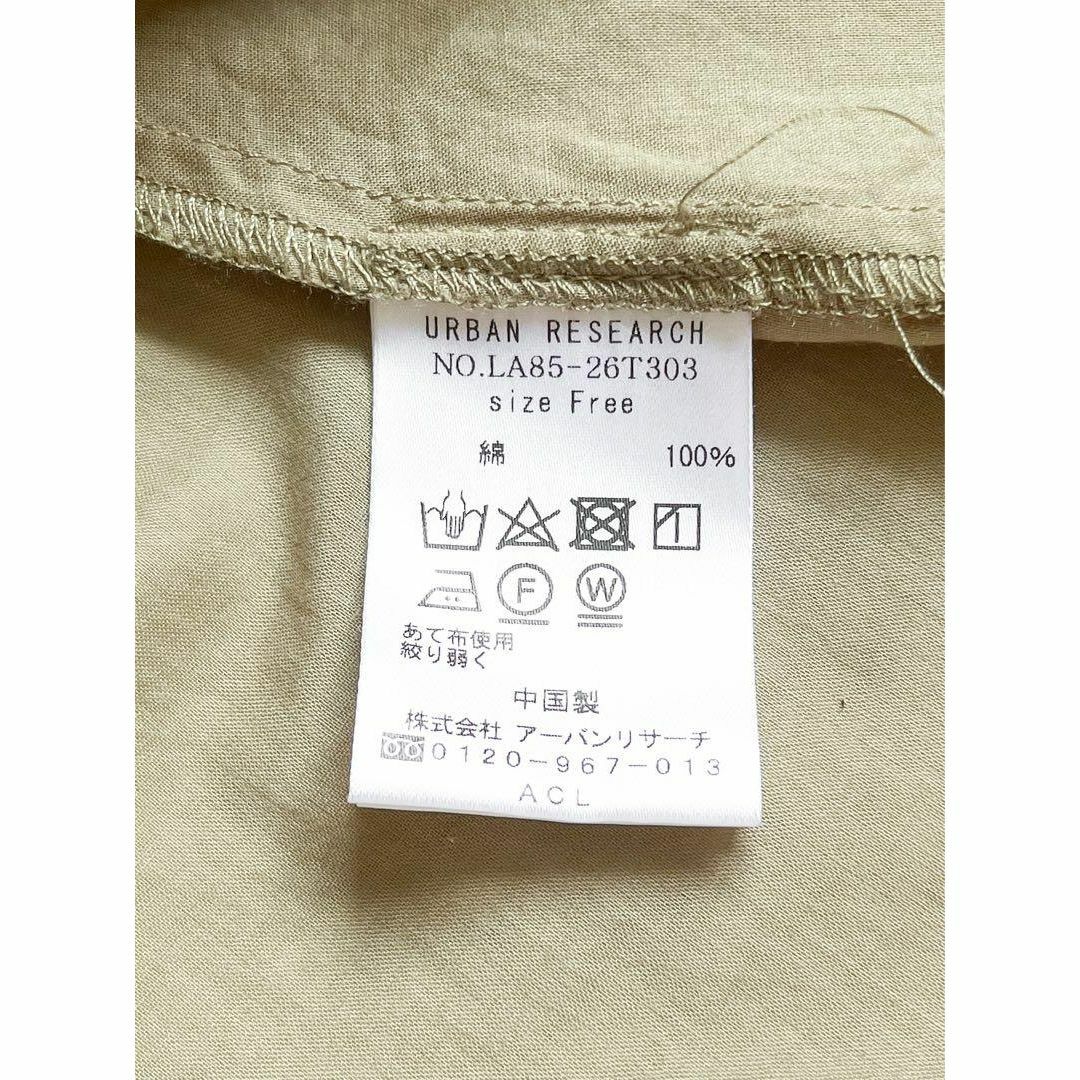 URBAN RESEARCH
NO.LA85-26T303
size Free
綿 100%
F W
あて布使用
絞り弱く
中国製
株式会社 アーバンリサーチ
0120-967-013
ACL